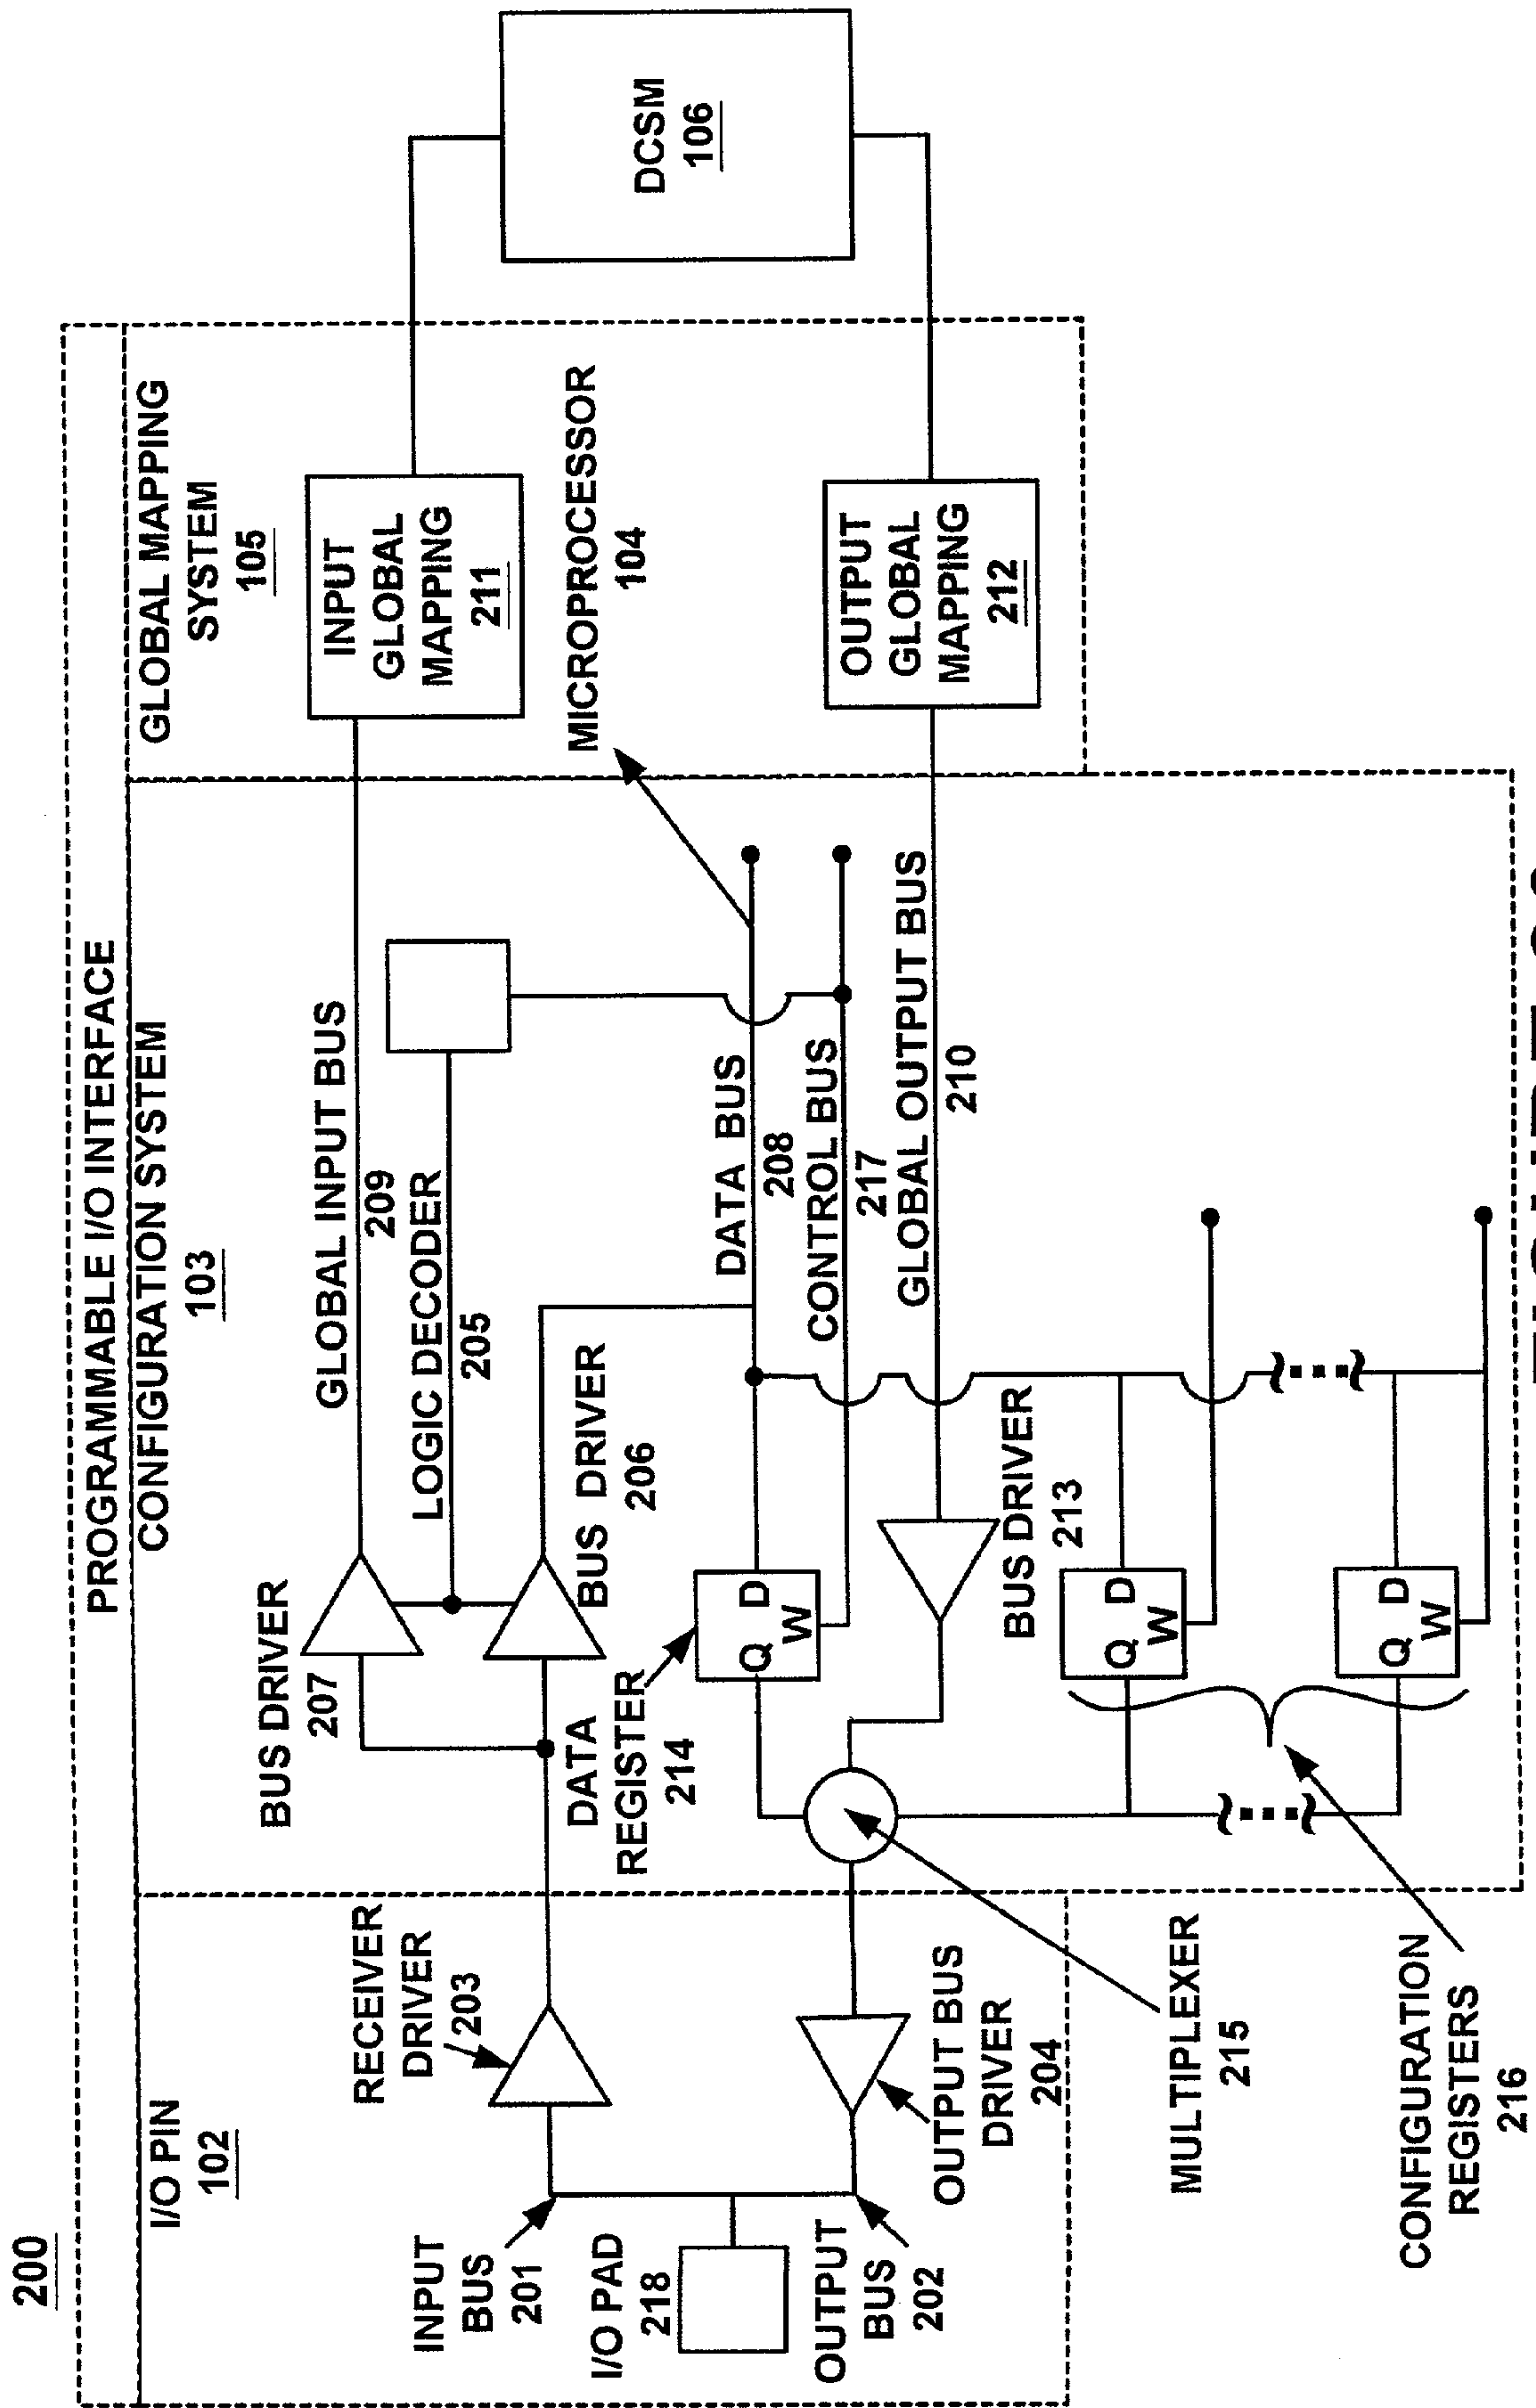 200
PROGRAMMABLE I/O INTERFACE
I/O PIN
102
CONFIGURATION SYSTEM
103
GLOBAL MAPPING
SYSTEM
105
INPUT
BUS
201
I/O PAD
218
OUTPUT
BUS
202
RECEIVER
DRIVER
203
OUTPUT BUS
DRIVER
204
BUS DRIVER
207
GLOBAL INPUT BUS
209
LOGIC DECODER
205
BUS DRIVER
206
DATA
REGISTER
214
Q D
W
DATA BUS
208
CONTROL BUS
217
GLOBAL OUTPUT BUS
210
BUS DRIVER
213
Q D
W
Q D
W
MULTIPLEXER
215
CONFIGURATION
REGISTERS
216
INPUT
GLOBAL
MAPPING
211
MICROPROCESSOR
104
OUTPUT
GLOBAL
MAPPING
212
DCSM
106